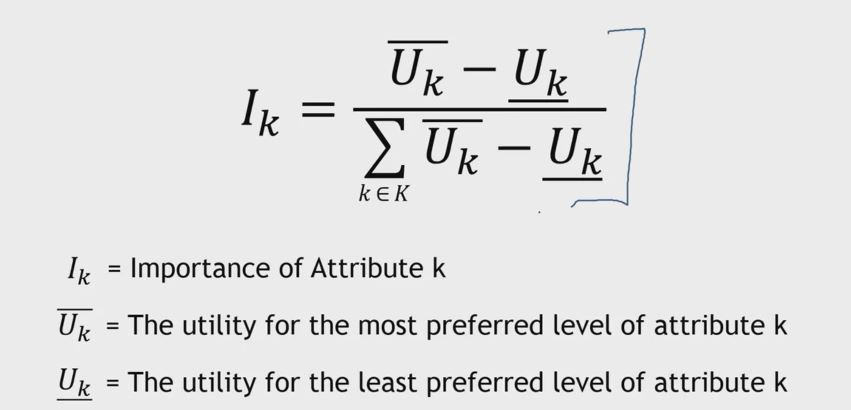 I_k = \frac{\overline{U_k} - \underline{U_k}}{\sum_{k \in K} \overline{U_k} - \underline{U_k}}
I_k = Importance of Attribute k
\overline{U_k} = The utility for the most preferred level of attribute k
\underline{U_k} = The utility for the least preferred level of attribute k